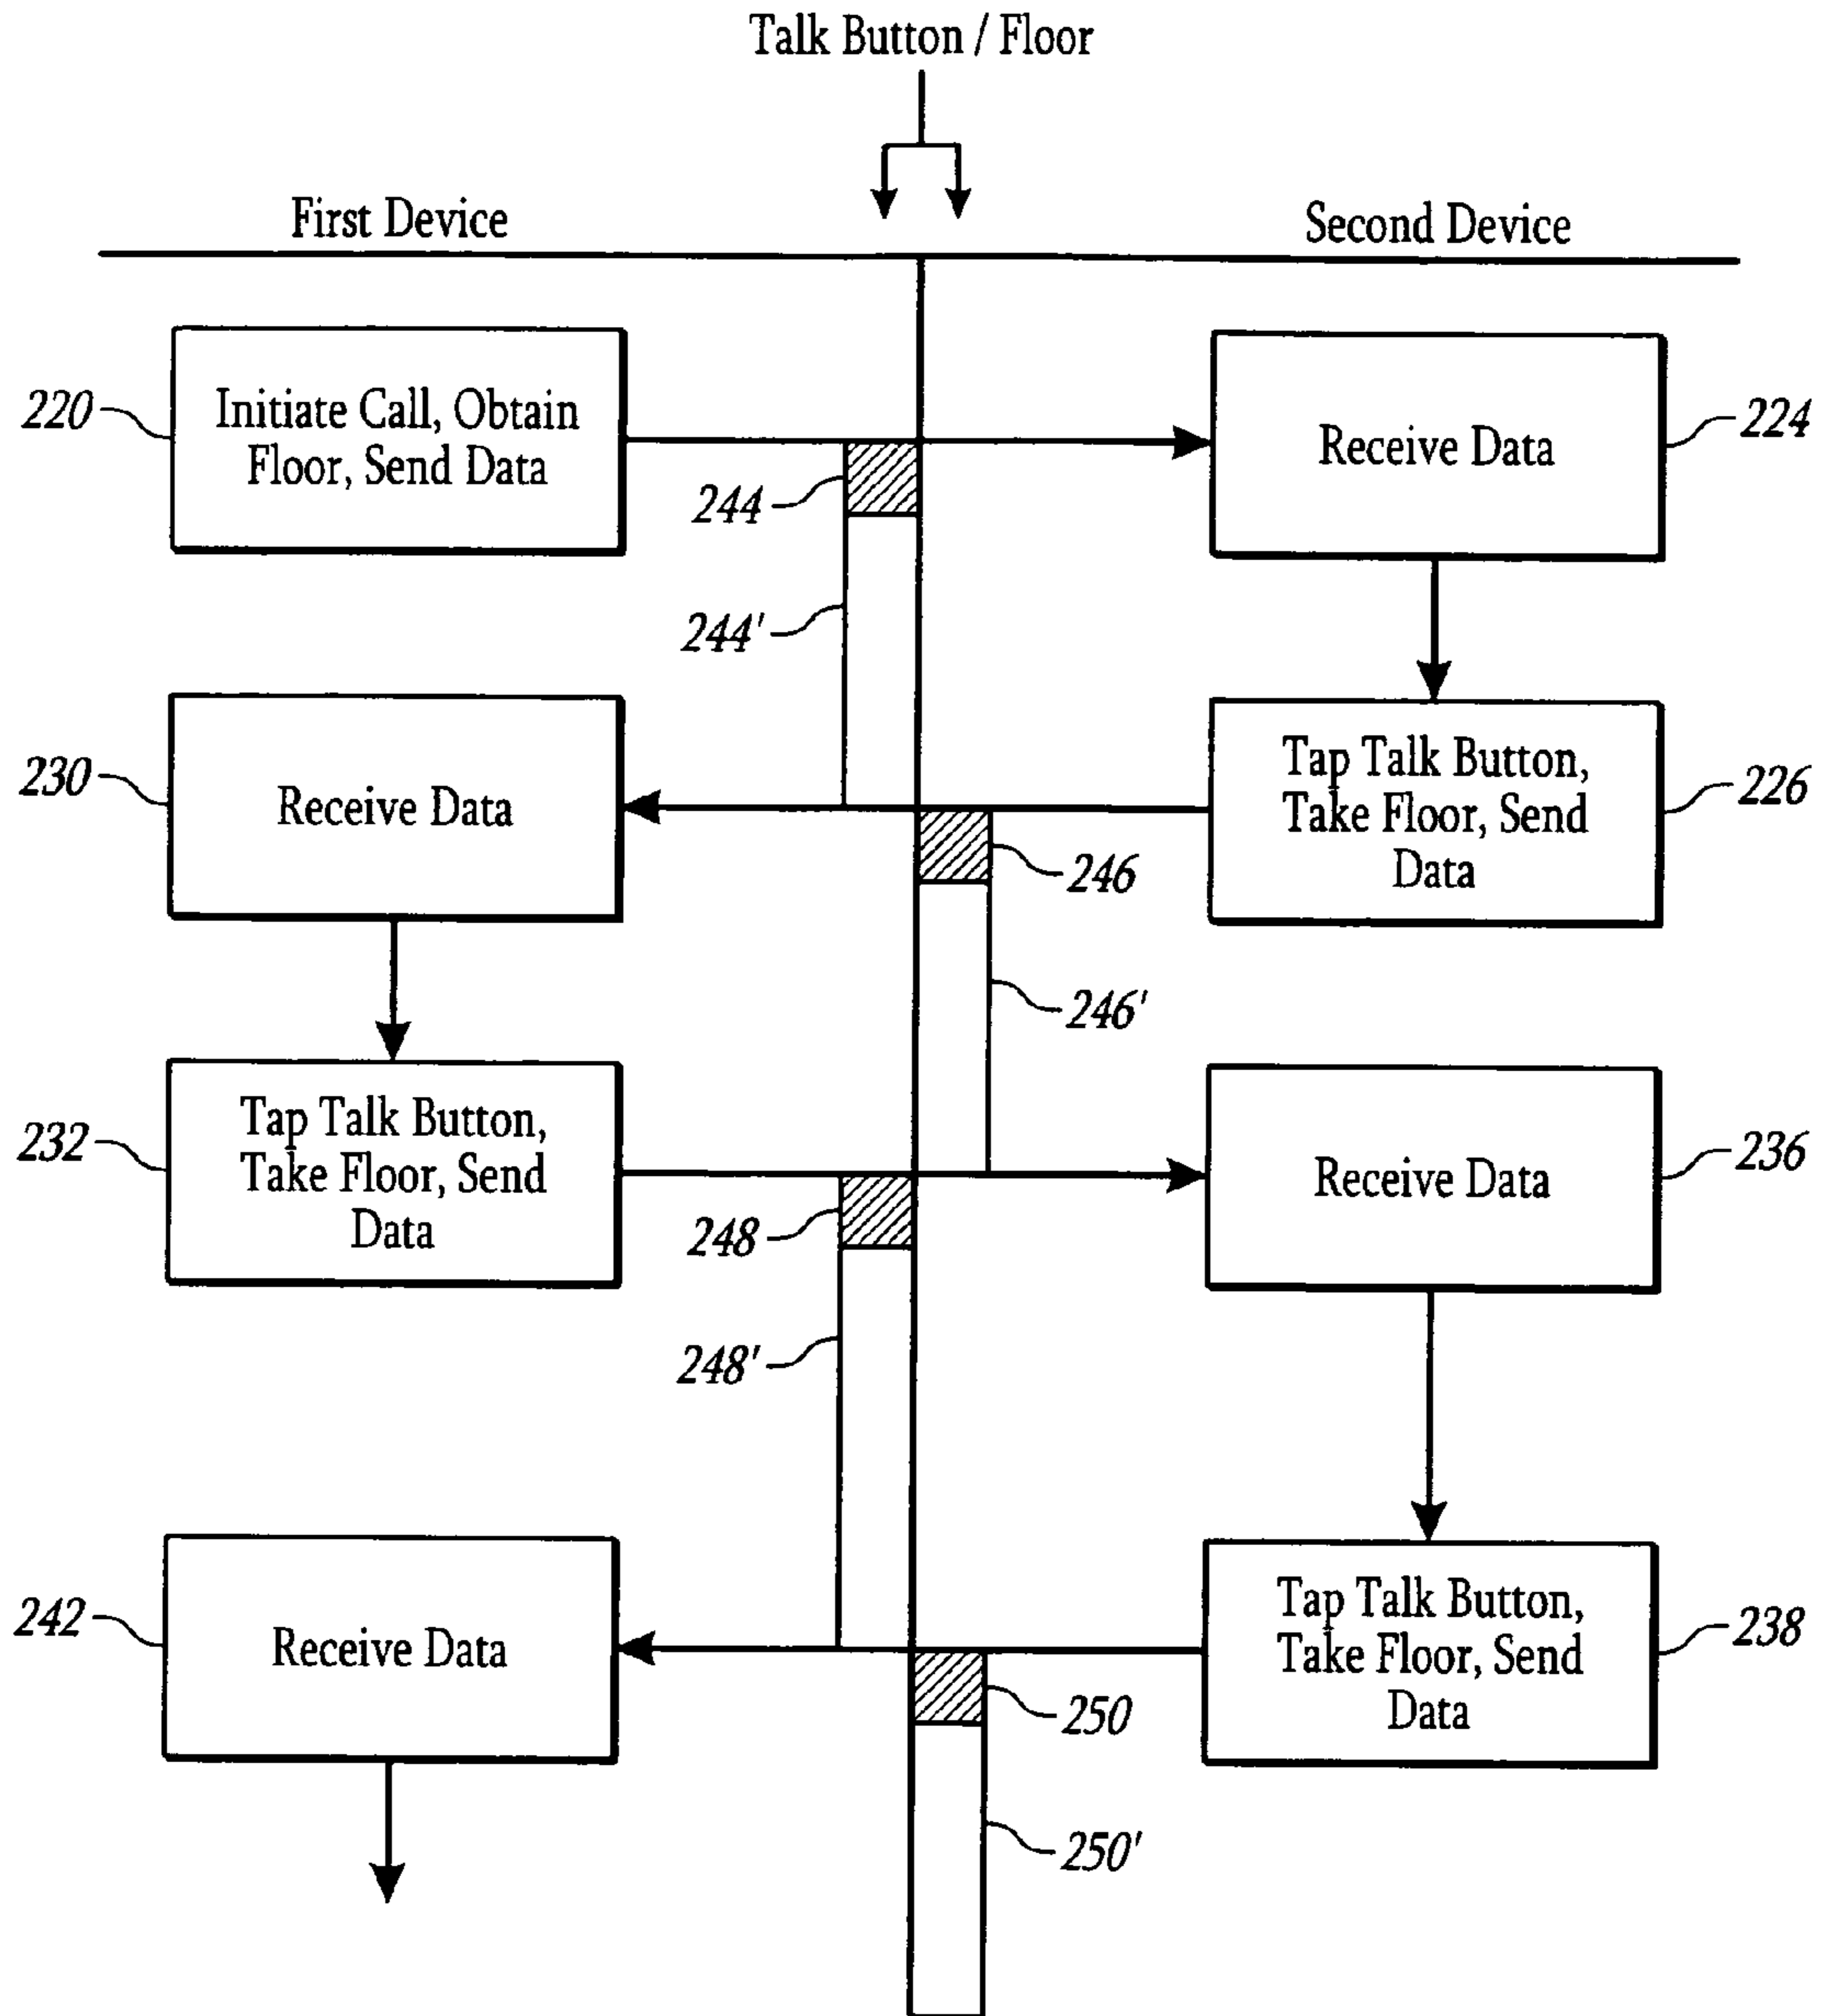 Talk Button / Floor
First Device
Second Device
220
Initiate Call, Obtain
Floor, Send Data
Receive Data
224
244
244'
230
Receive Data
Tap Talk Button,
Take Floor, Send
Data
226
246
246'
232
Tap Talk Button,
Take Floor, Send
Data
Receive Data
236
248
248'
242
Receive Data
Tap Talk Button,
Take Floor, Send
Data
238
250
250'